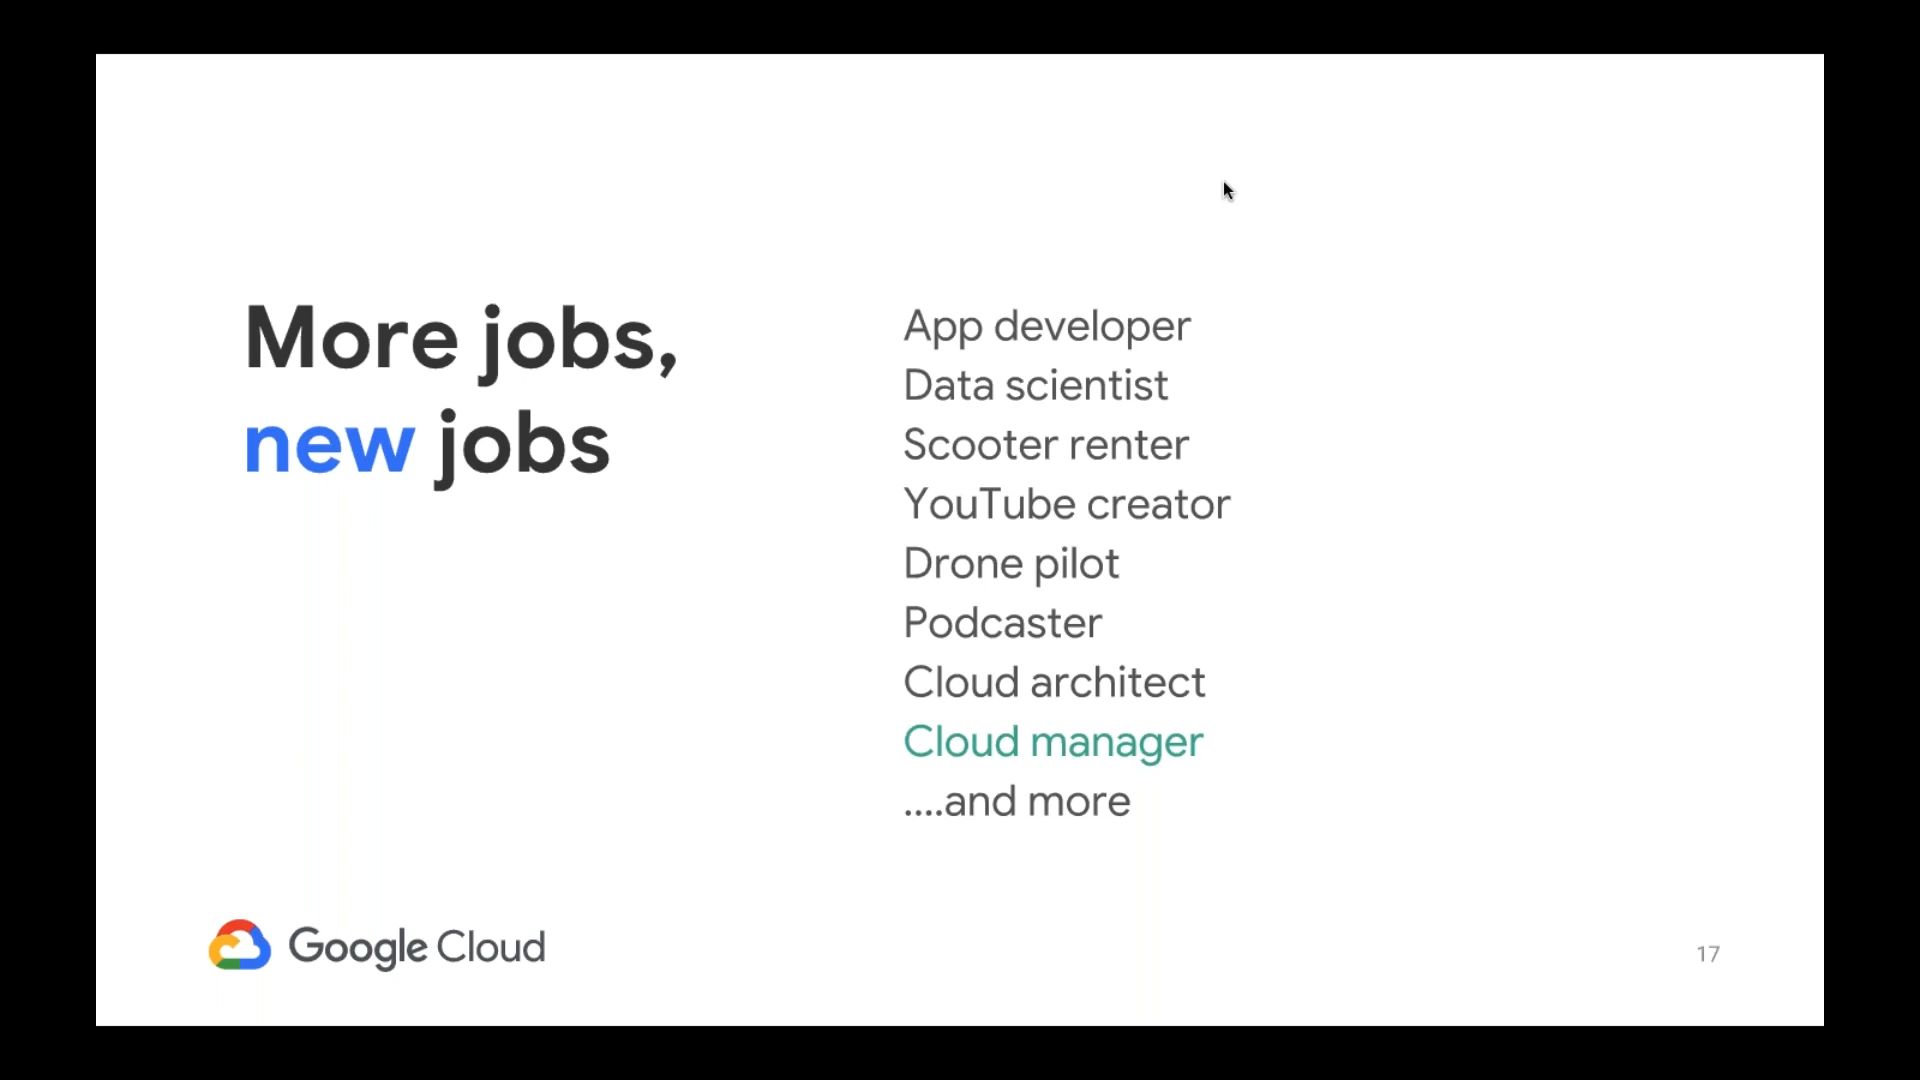 More jobs,
new jobs
App developer
Data scientist
Scooter renter
YouTube creator
Drone pilot
Podcaster
Cloud architect
Cloud manager
....and more
Google Cloud
17